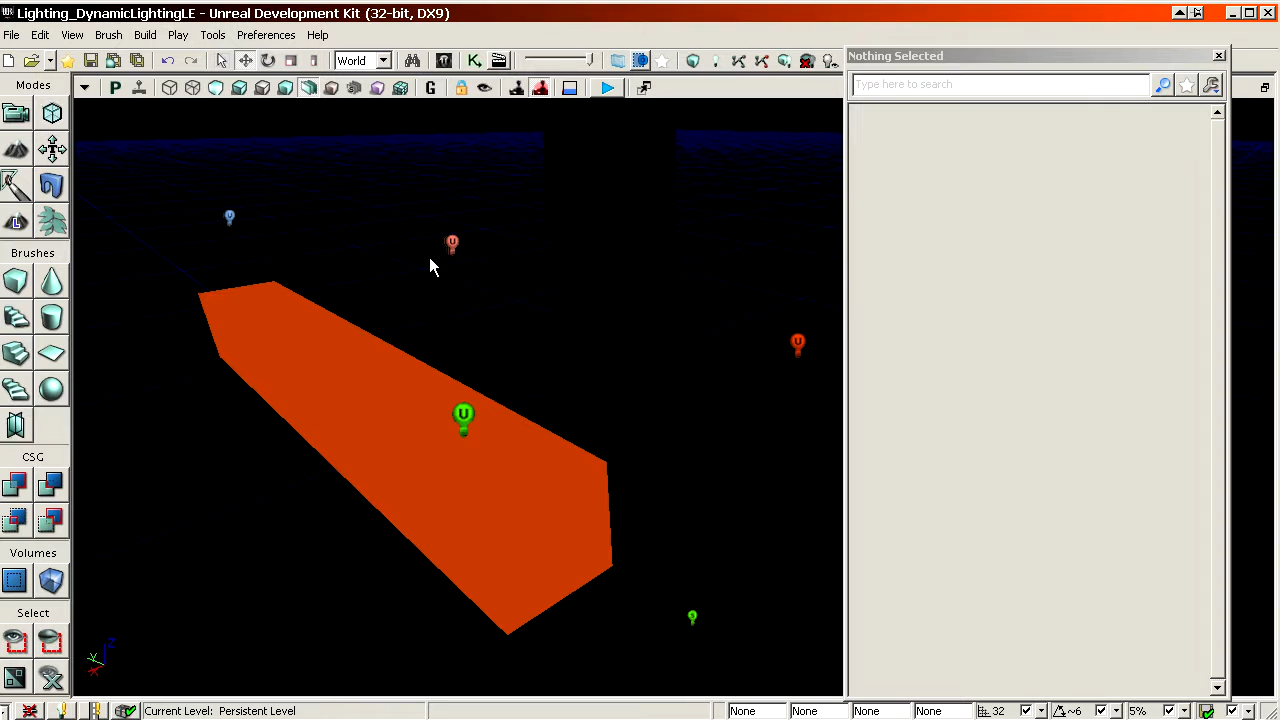 Lighting_DynamicLightingLE - Unreal Development Kit (32-bit, DX9)
File Edit View Brush Build Play Tools Preferences Help
World
Nothing Selected
Type here to search
Modes
P
G
U
U
U
U
L
Brushes
CSG
Volumes
Select
Z
Y
X
Current Level: Persistent Level
None
None
None
None
32
~6
5%